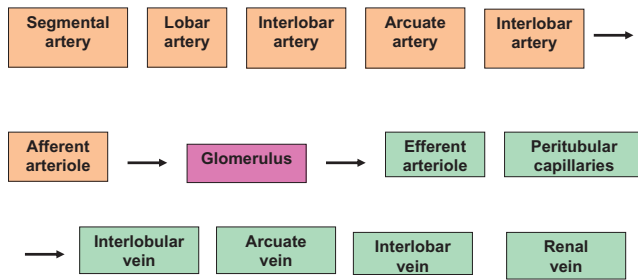 Segmental
artery
Lobar
artery
Interlobar
artery
Arcuate
artery
Interlobar
artery
Afferent
arteriole
Glomerulus
Efferent
arteriole
Peritubular
capillaries
Interlobular
vein
Arcuate
vein
Interlobar
vein
Renal
vein